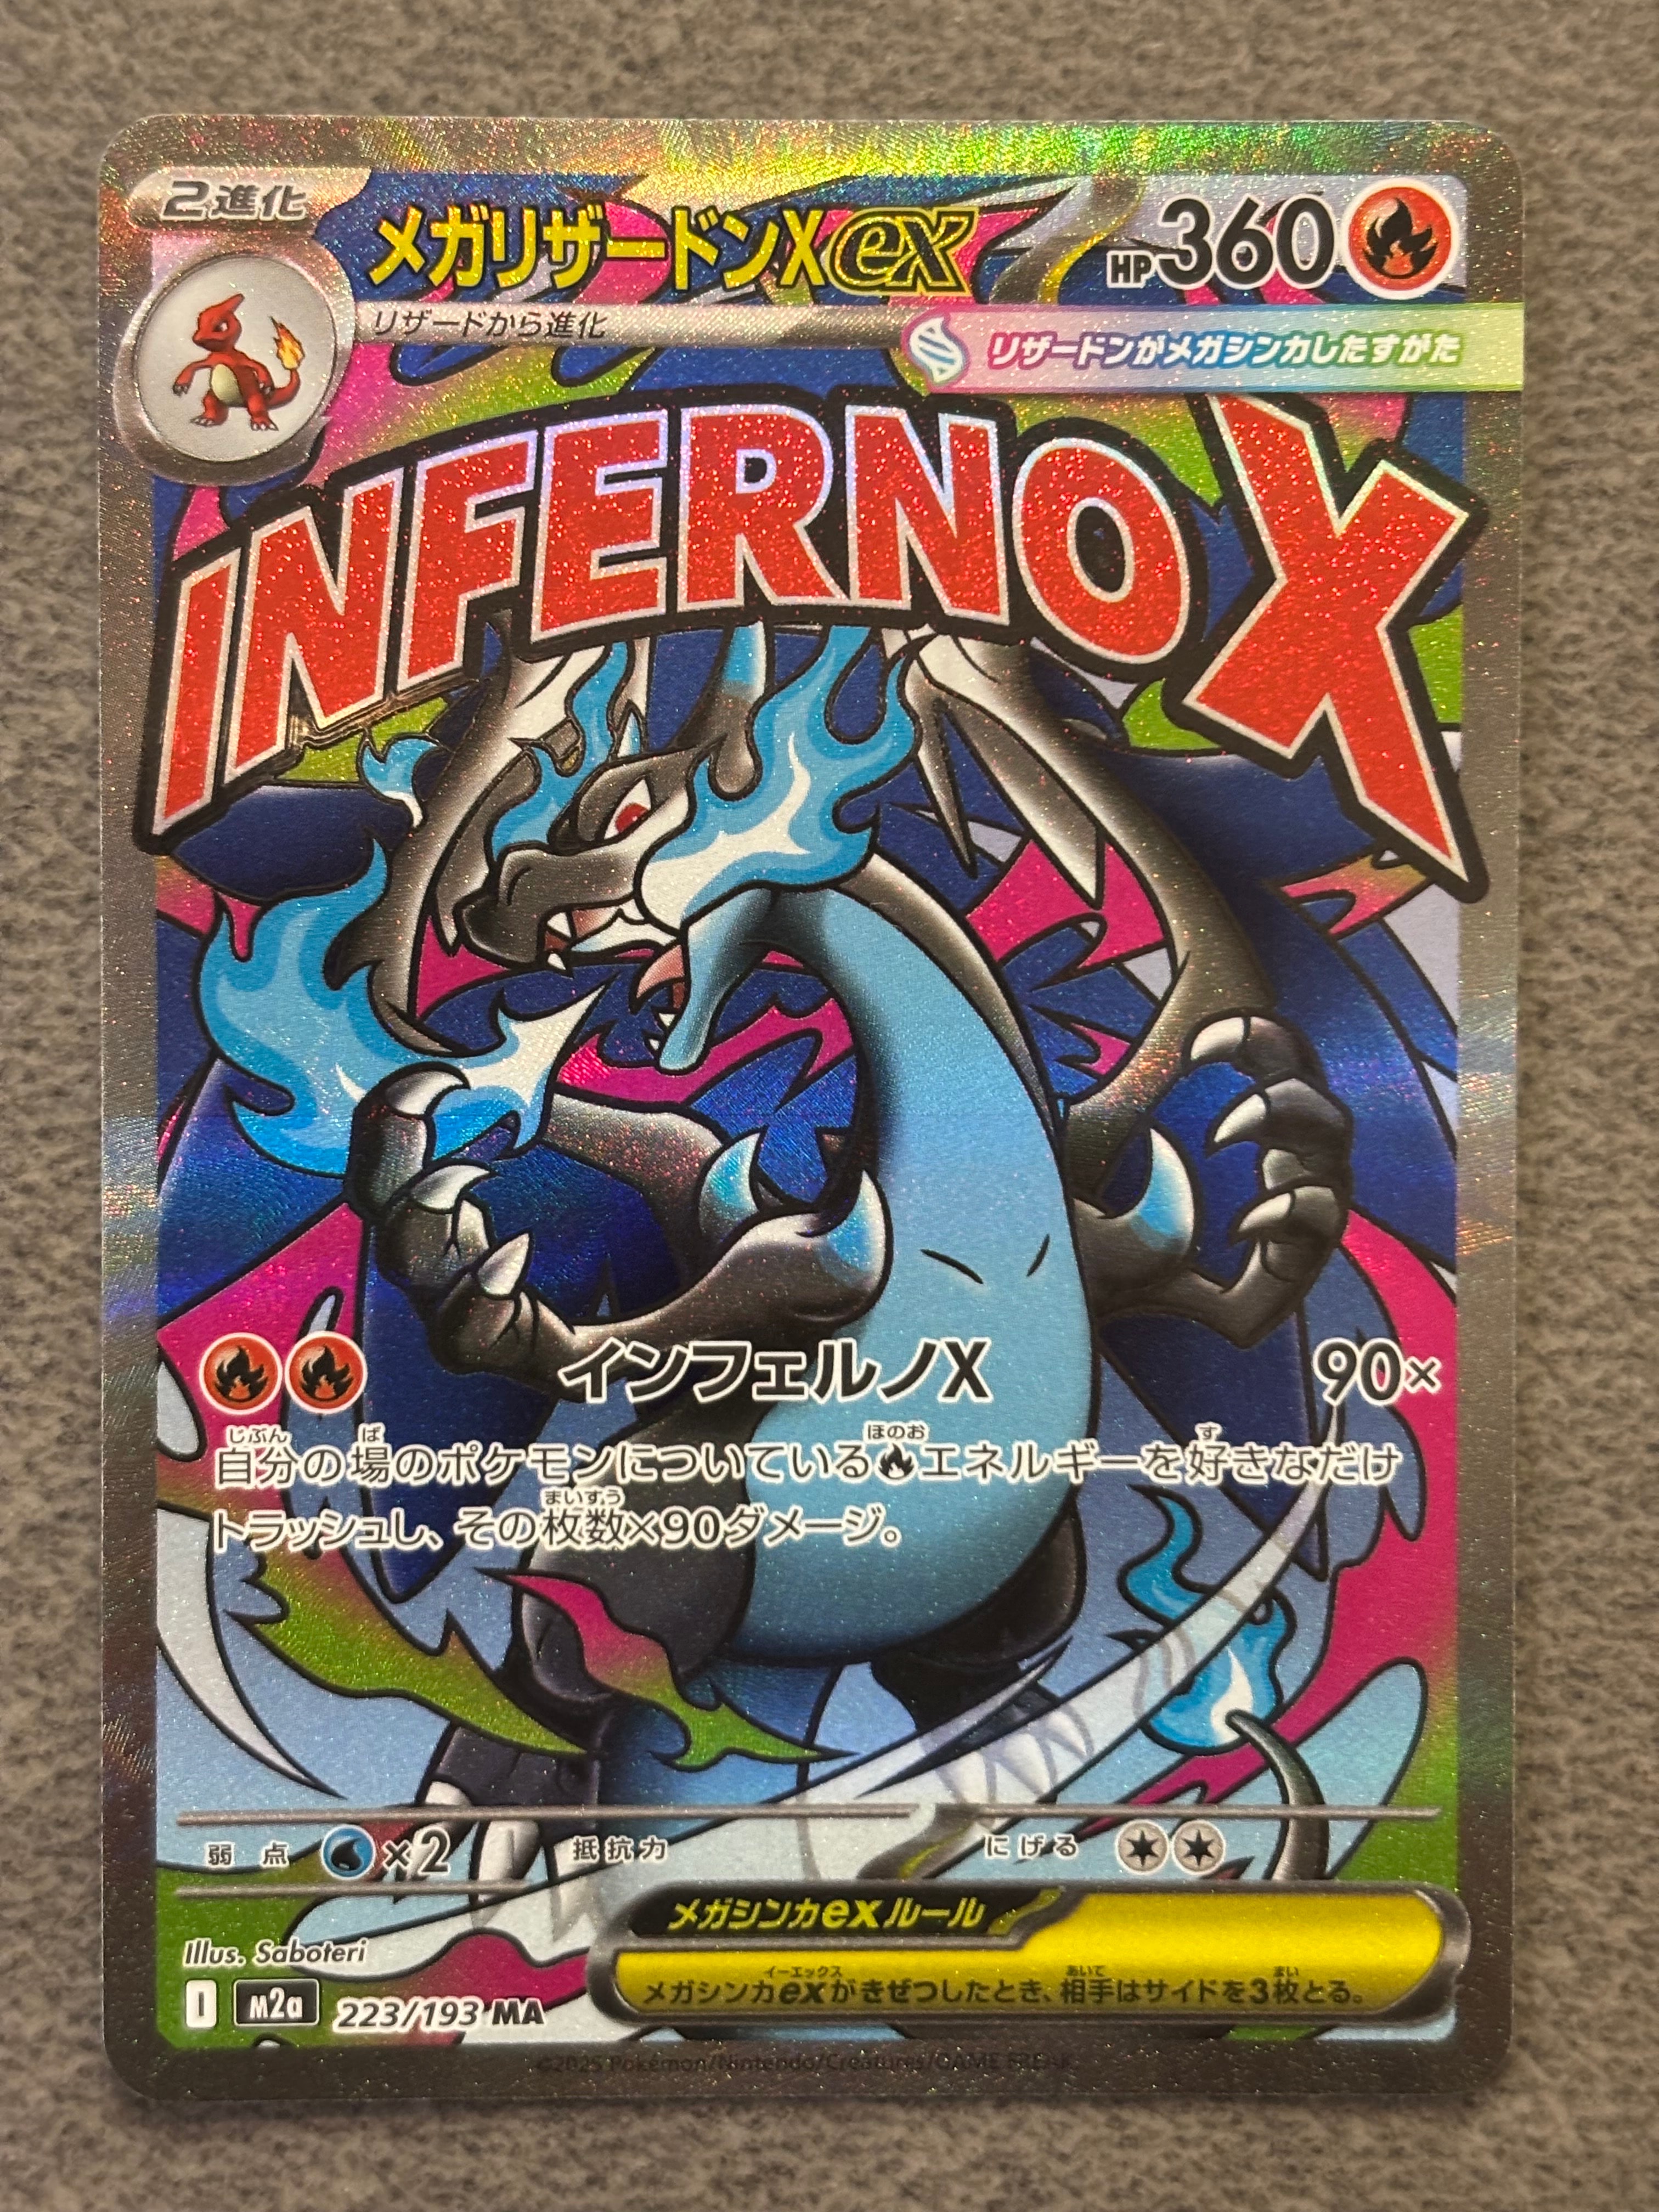 2進化
メガリザードンXex HP360
リザードから進化
リザードンがメガシンカしたすがた
INFERNO X
インフェルノX 90×
自分の場のポケモンについているエネルギーを好きなだけ
トラッシュし、その枚数×90ダメージ。
弱点 ×2 抵抗力 にげる
メガシンカexルール
メガシンカexがきぜつしたとき、相手はサイドを3枚とる。
Illus. Saboteri
I M2a 223/193 MA
©2025 Pokémon/Nintendo/Creatures/GAME FREAK